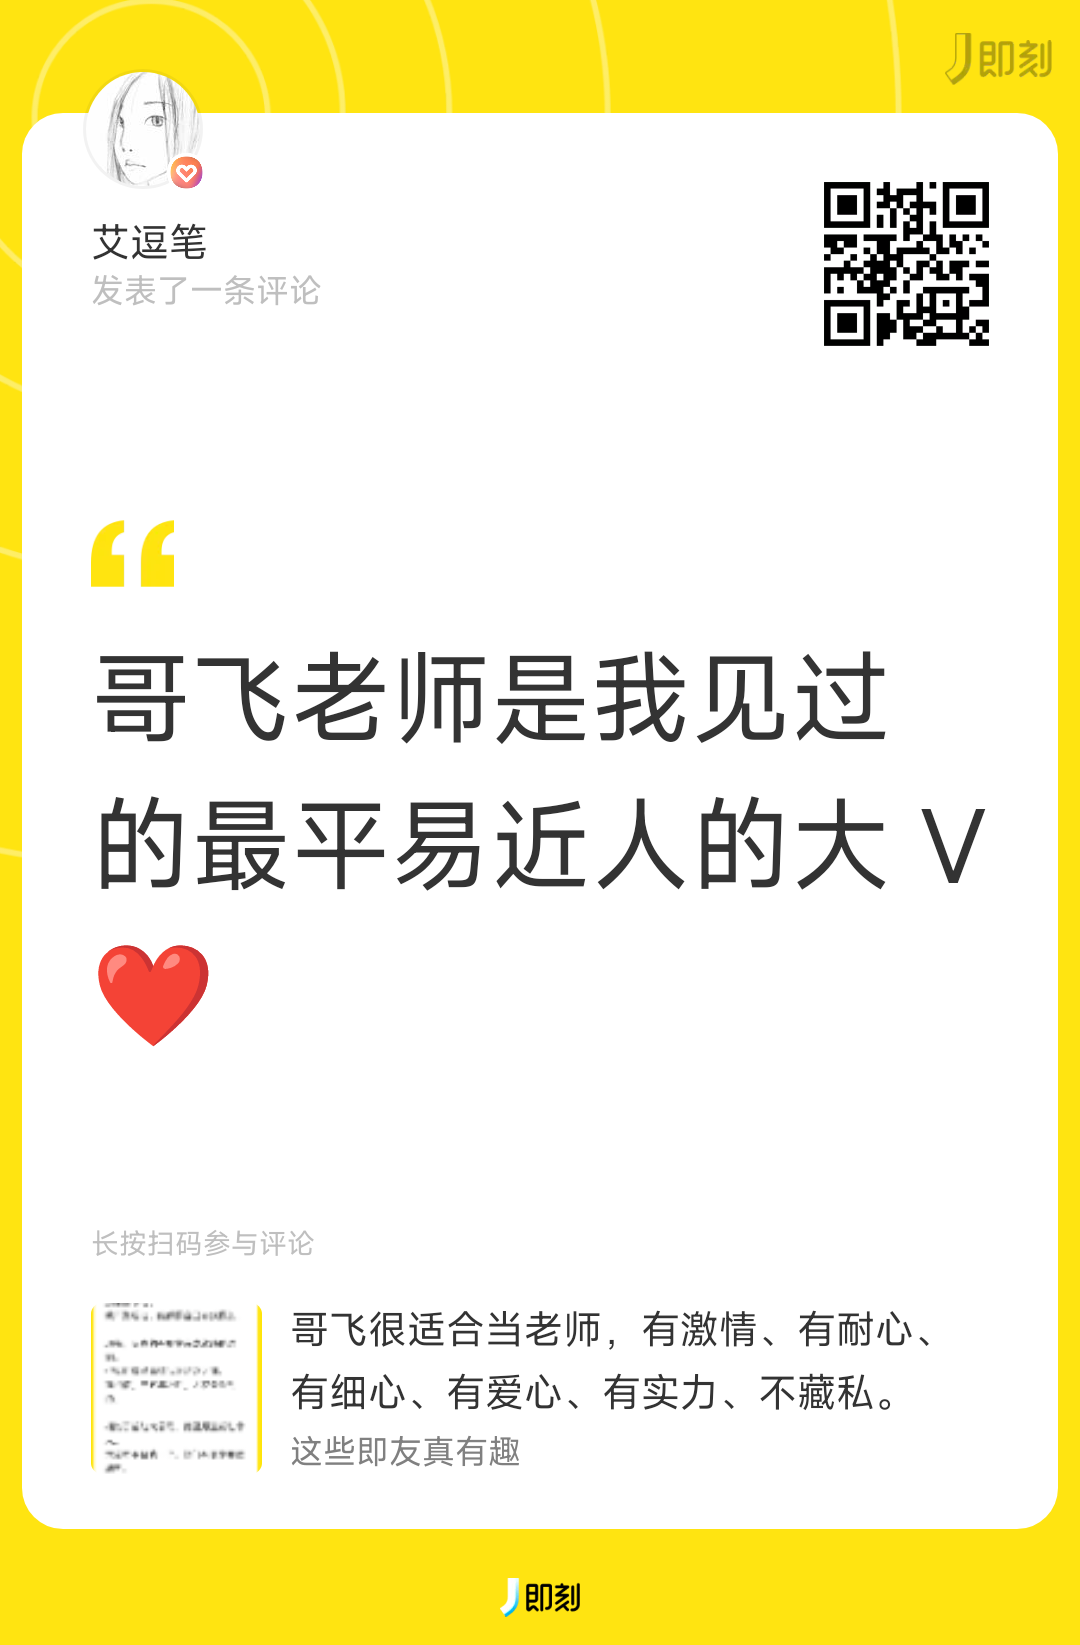 即刻
艾逗笔
发表了一条评论
哥飞老师是我见过
的最平易近人的大 V
❤️
长按扫码参与评论
哥飞很适合当老师，有激情、有耐心、
有细心、有爱心、有实力、不藏私。
这些即友真有趣
即刻